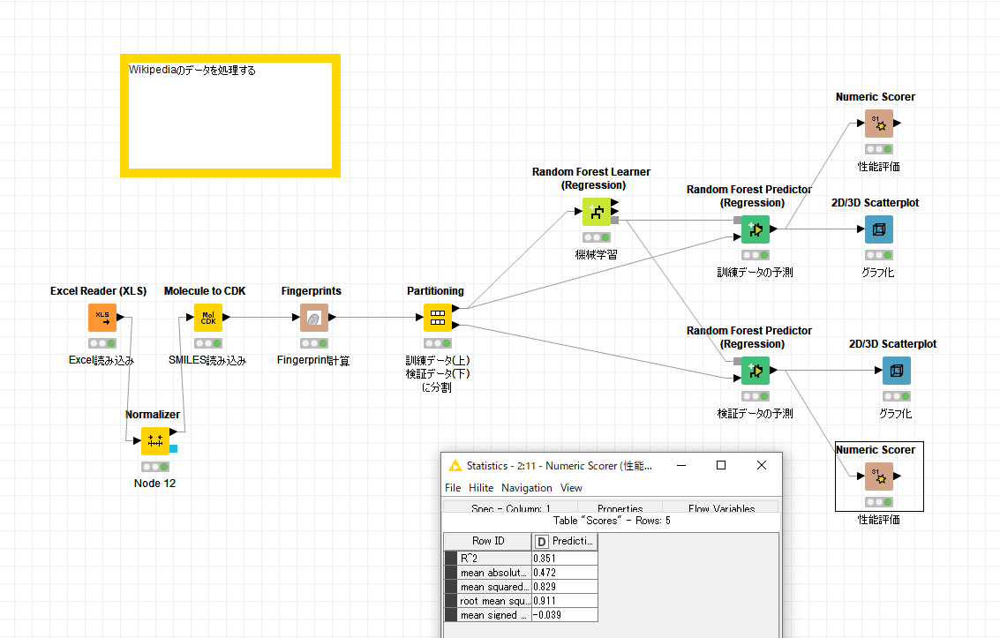 Wikipediaのデータを処理する
Numeric Scorer
性能評価
Random Forest Learner
(Regression)
機械学習
Random Forest Predictor
(Regression)
訓練データの予測
2D/3D Scatterplot
グラフ化
Excel Reader (XLS)
XLS
Excel読み込み
Molecule to CDK
Mol
CDK
SMILES読み込み
Fingerprints
Fingerprint計算
Partitioning
訓練データ(上)
検証データ(下)
に分割
Random Forest Predictor
(Regression)
検証データの予測
2D/3D Scatterplot
グラフ化
Normalizer
Node 12
Numeric Scorer
性能評価
Statistics - 2:11 - Numeric Scorer (性能...
File Hilite Navigation View
Spec - Column: 1 Properties Flow Variables
Table "Scores" - Rows: 5
Row ID D Predicti...
R^2 0.351
mean absolut... 0.472
mean squared... 0.829
root mean squ... 0.911
mean signed ... -0.039